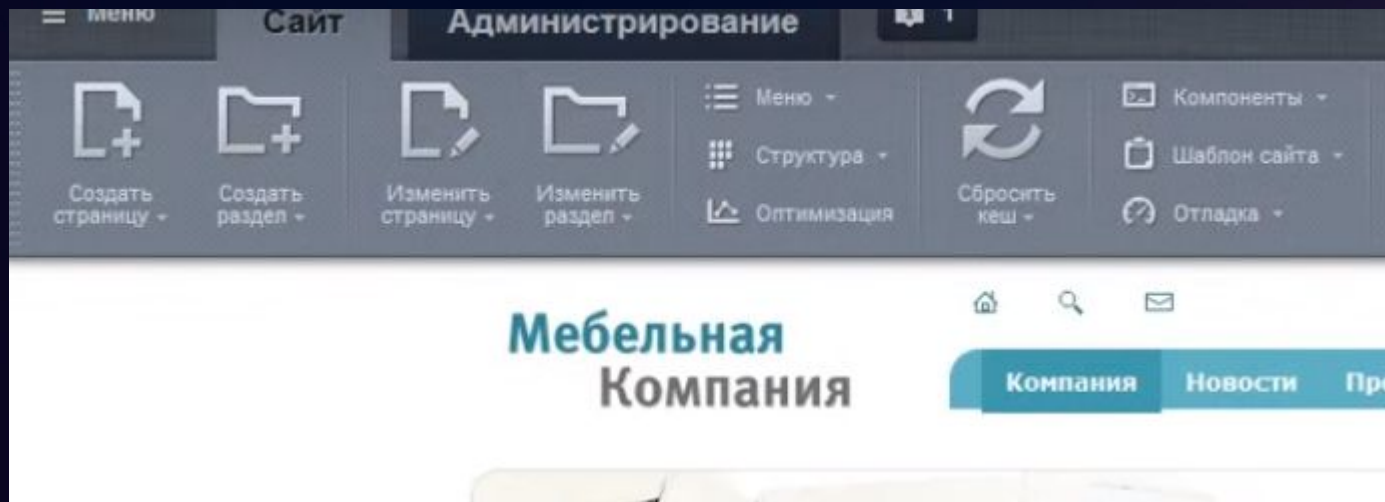 Меню
Сайт
Администрирование
1
Создать
страницу
Создать
раздел
Изменить
страницу
Изменить
раздел
Меню
Структура
Оптимизация
Сбросить
кеш
Компоненты
Шаблон сайта
Отладка
Мебельная
Компания
Компания Новости